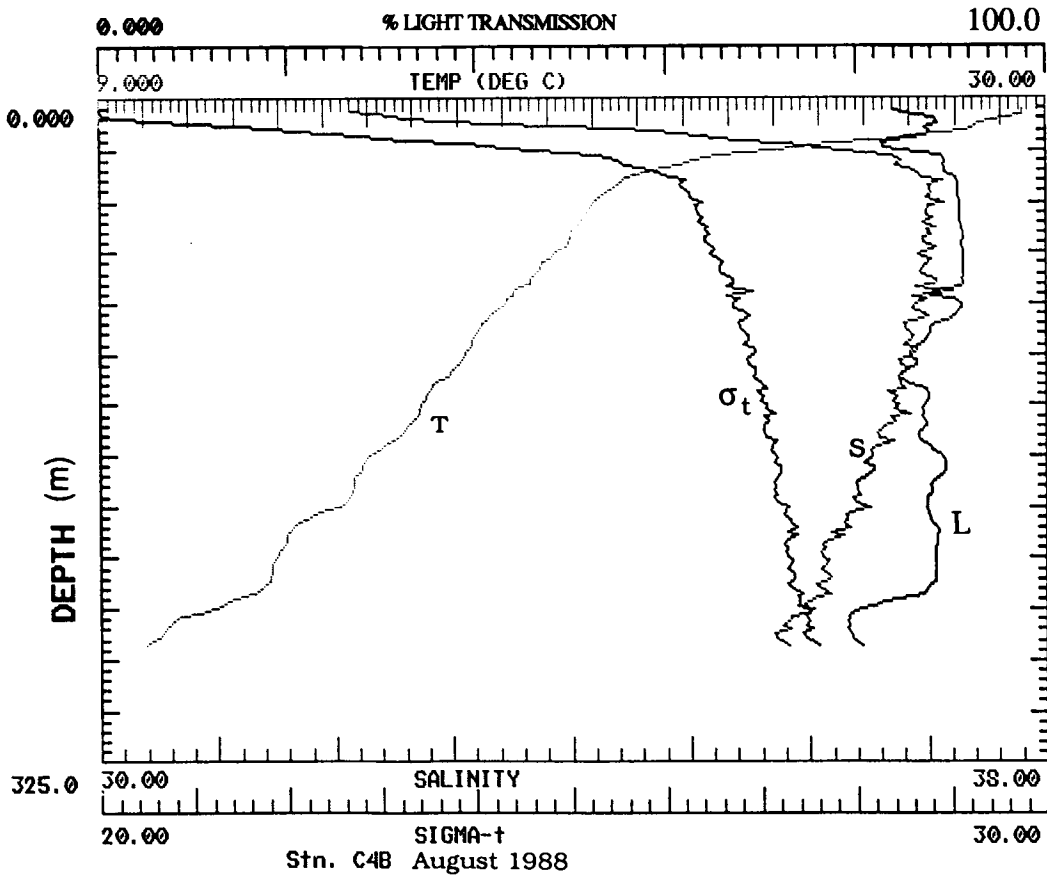 0.000 % LIGHT TRANSMISSION 100.0
9.000 TEMP (DEG C) 30.00
0.000
σt
T
S
L
DEPTH (m)
325.0 30.00 SALINITY 38.00
20.00 SIGMA-t 30.00
Stn. C4B August 1988